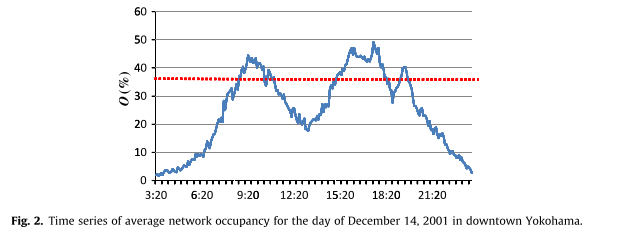 60
50
40
30
20
10
0
O (%)
3:20 6:20 9:20 12:20 15:20 18:20 21:20
Fig. 2. Time series of average network occupancy for the day of December 14, 2001 in downtown Yokohama.